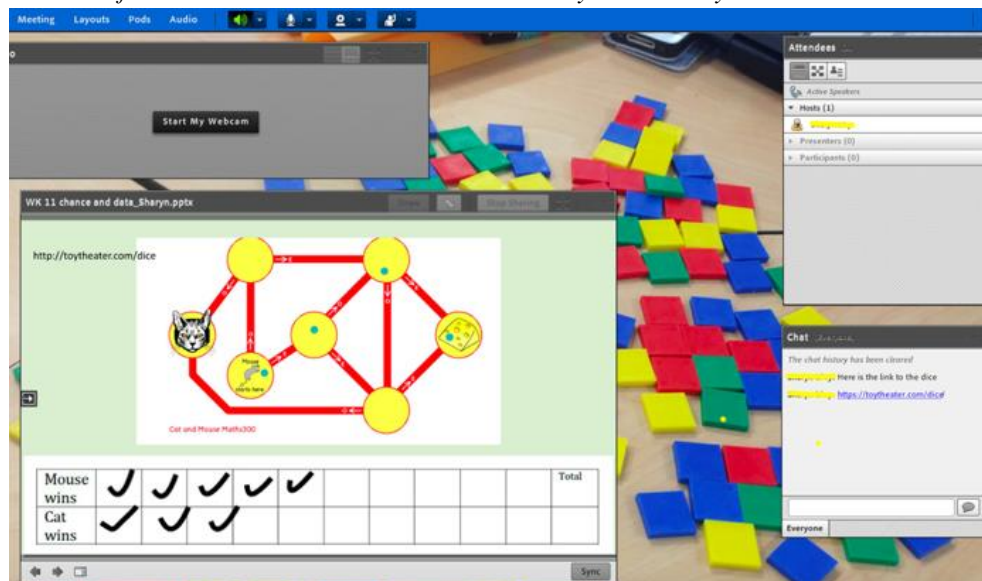 Meeting Layouts Pods Audio
Start My Webcam
WK 11 chance and data_Sharyn.pptx
Draw Stop Sharing
http://toytheater.com/dice
Mouse
starts here
Cat and Mouse Maths300
Mouse wins
Total
Cat wins
Sync
Attendees
Active Speakers
Hosts (1)
Presenters (0)
Participants (0)
Chat (Everyone)
The chat history has been cleared
Here is the link to the dice
https://toytheater.com/dice/
Everyone